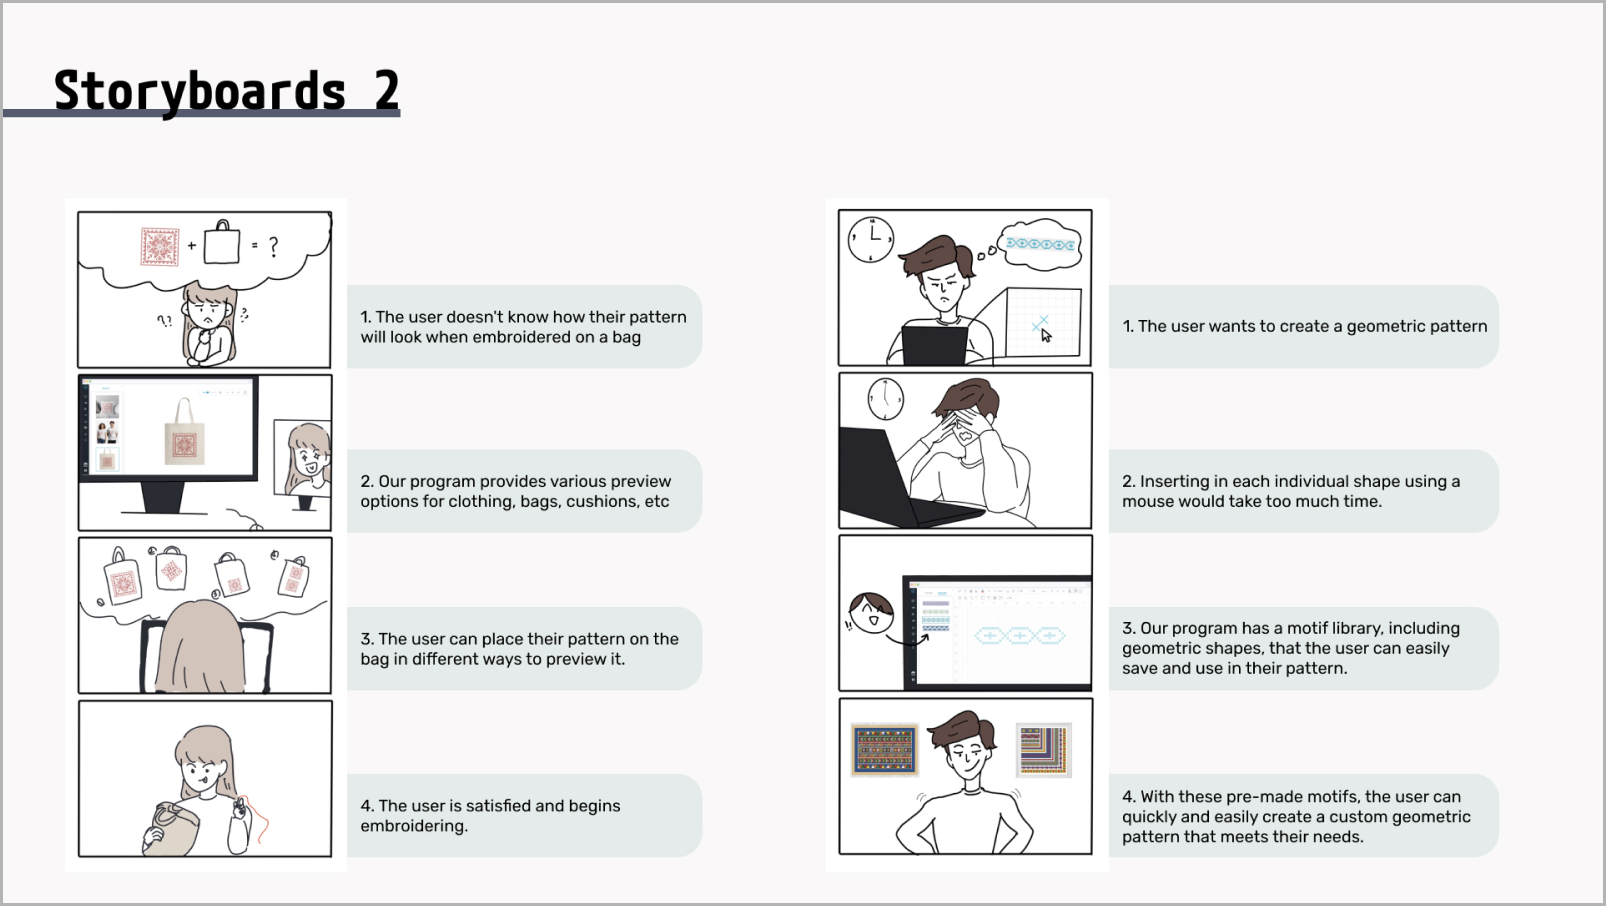 Storyboards 2
1. The user doesn't know how their pattern
will look when embroidered on a bag
2. Our program provides various preview
options for clothing, bags, cushions, etc
3. The user can place their pattern on the
bag in different ways to preview it.
4. The user is satisfied and begins
embroidering.
1. The user wants to create a geometric pattern
2. Inserting in each individual shape using a
mouse would take too much time.
3. Our program has a motif library, including
geometric shapes, that the user can easily
save and use in their pattern.
4. With these pre-made motifs, the user can
quickly and easily create a custom geometric
pattern that meets their needs.